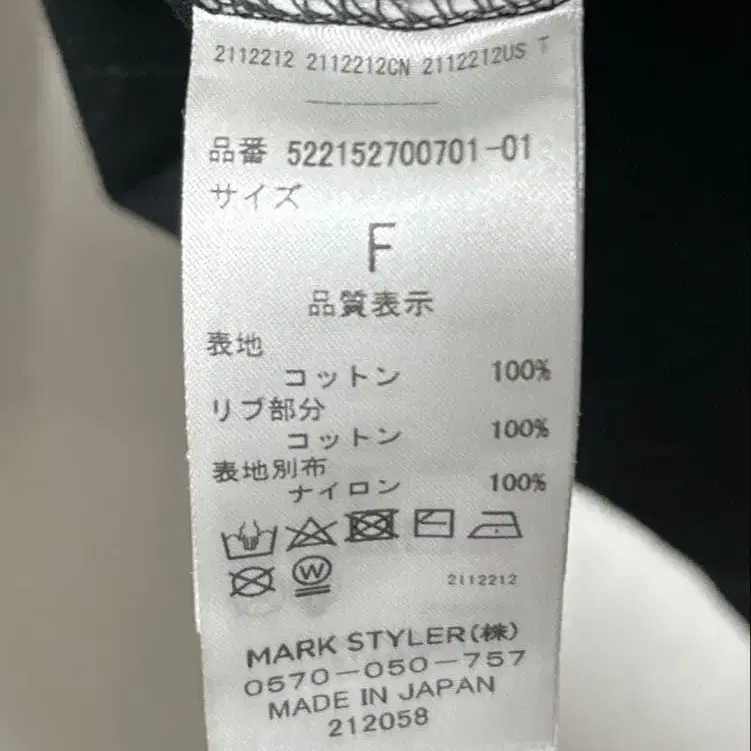 2112212 2112212CN 2112212US T
品番 522152700701-01
サイズ
F
品質表示
表地
コットン 100%
リブ部分
コットン 100%
表地別布
ナイロン 100%
W
2112212
MARK STYLER(株)
0570-050-757
MADE IN JAPAN
212058